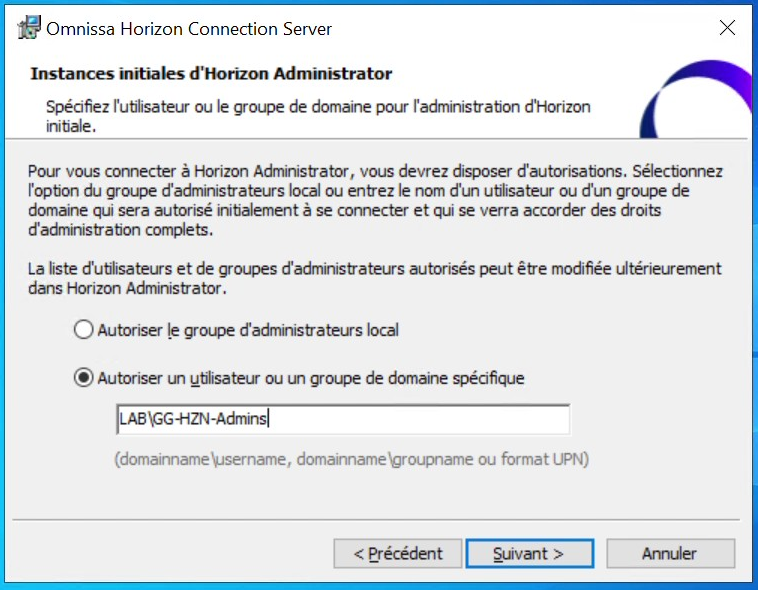 Omnissa Horizon Connection Server
Instances initiales d'Horizon Administrator
Spécifiez l'utilisateur ou le groupe de domaine pour l'administration d'Horizon
initiale.
Pour vous connecter à Horizon Administrator, vous devrez disposer d'autorisations. Sélectionnez
l'option du groupe d'administrateurs local ou entrez le nom d'un utilisateur ou d'un groupe de
domaine qui sera autorisé initialement à se connecter et qui se verra accorder des droits
d'administration complets.
La liste d'utilisateurs et de groupes d'administrateurs autorisés peut être modifiée ultérieurement
dans Horizon Administrator.
Autoriser le groupe d'administrateurs local
Autoriser un utilisateur ou un groupe de domaine spécifique
LAB\GG-HZN-Admins
(domainname\username, domainname\groupname ou format UPN)
< Précédent
Suivant >
Annuler